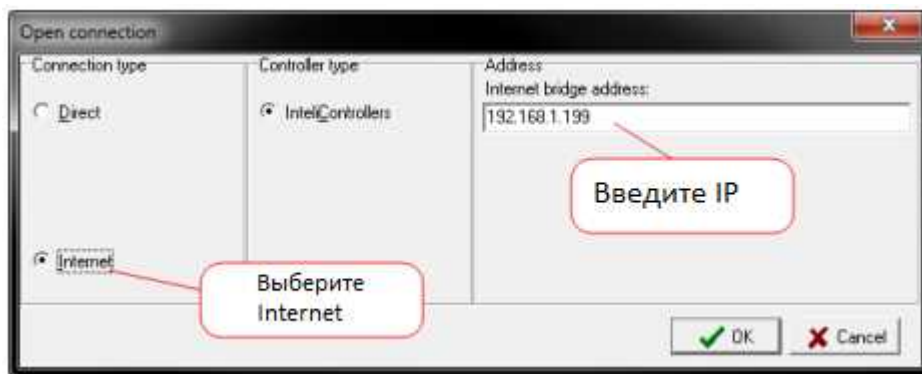 Open connection
Connection type
Direct
Internet
Controller type
InteliControllers
Address
Internet bridge address:
192.168.1.199
Введите IP
Выберите
Internet
OK
Cancel